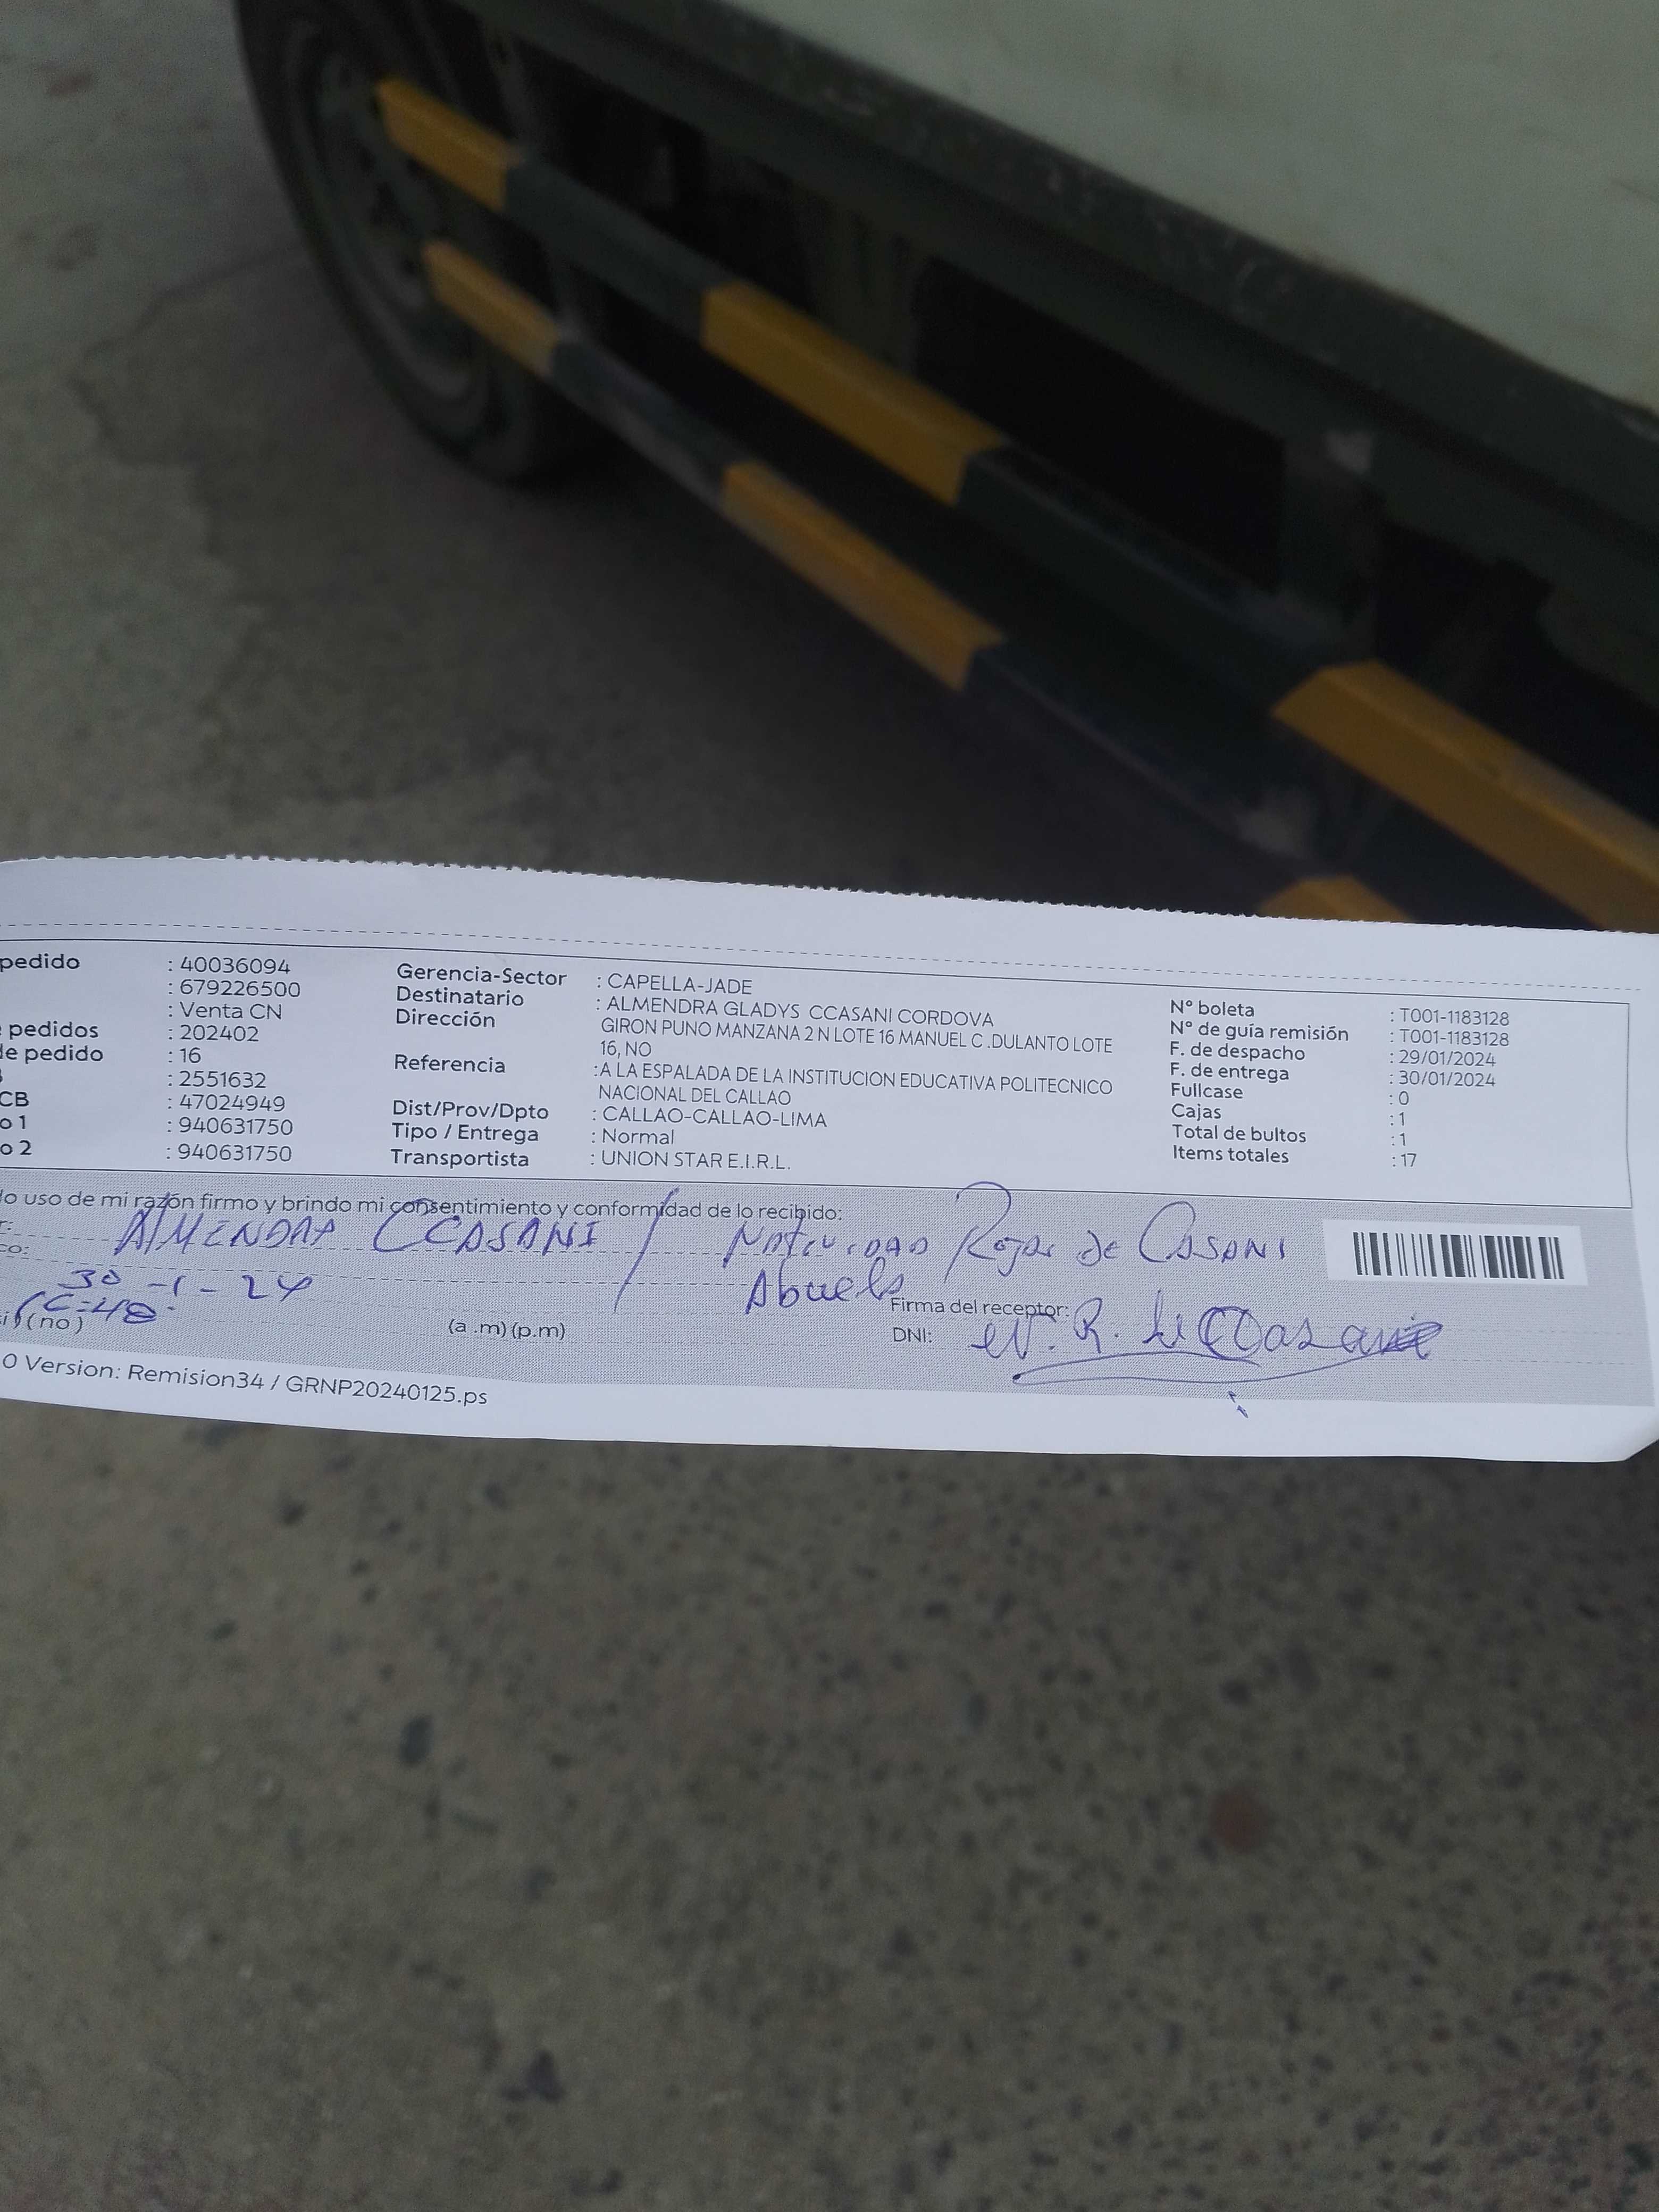 pedido : 40036094
: 679226500
: Venta CN
pedidos : 202402
de pedido : 16
: 2551632
CB : 47024949
o 1 : 940631750
o 2 : 940631750
Gerencia-Sector : CAPELLA-JADE
Destinatario : ALMENDRA GLADYS CCASANI CORDOVA
Dirección GIRON PUNO MANZANA 2 N LOTE 16 MANUEL C .DULANTO LOTE
16, NO
Referencia :A LA ESPALADA DE LA INSTITUCION EDUCATIVA POLITECNICO
NACIONAL DEL CALLAO
Dist/Prov/Dpto : CALLAO-CALLAO-LIMA
Tipo / Entrega : Normal
Transportista : UNION STAR E.I.R.L.
N° boleta : T001-1183128
N° de guía remisión : T001-1183128
F. de despacho : 29/01/2024
F. de entrega : 30/01/2024
Fullcase : 0
Cajas : 1
Total de bultos : 1
Items totales : 17
uso de mi razón firmo y brindo mi consentimiento y conformidad de lo recibido:
CCASANI / Rojas de Casani
co:
30-1-24
Abuela
(no) (a .m) (p.m)
Firma del receptor:
DNI:
0 Version: Remision34 / GRNP20240125.ps